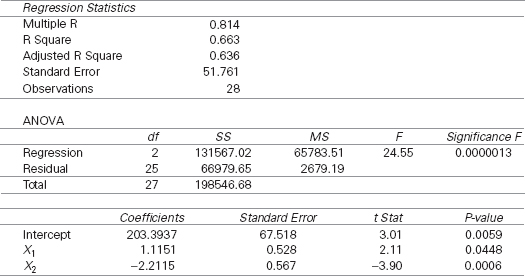 Regression Statistics
Multiple R 0.814
R Square 0.663
Adjusted R Square 0.636
Standard Error 51.761
Observations 28
ANOVA
df SS MS F Significance F
Regression 2 131567.02 65783.51 24.55 0.0000013
Residual 25 66979.65 2679.19
Total 27 198546.68
Coefficients Standard Error t Stat P-value
Intercept 203.3937 67.518 3.01 0.0059
X₁ 1.1151 0.528 2.11 0.0448
X₂ −2.2115 0.567 −3.90 0.0006